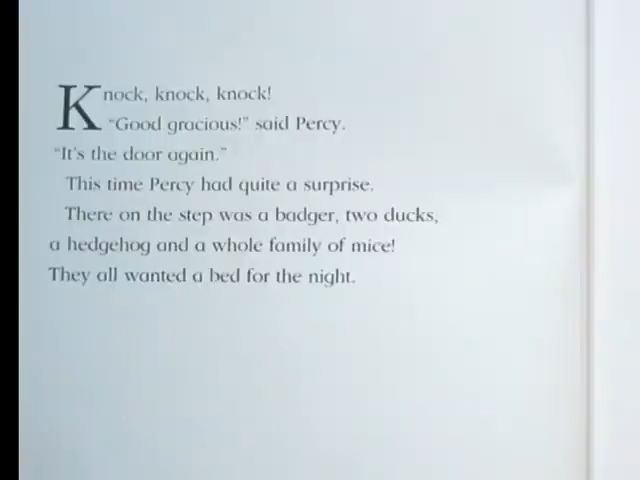 Knock, knock, knock!
"Good gracious!" said Percy.
"It's the door again."
This time Percy had quite a surprise.
There on the step was a badger, two ducks,
a hedgehog and a whole family of mice!
They all wanted a bed for the night.